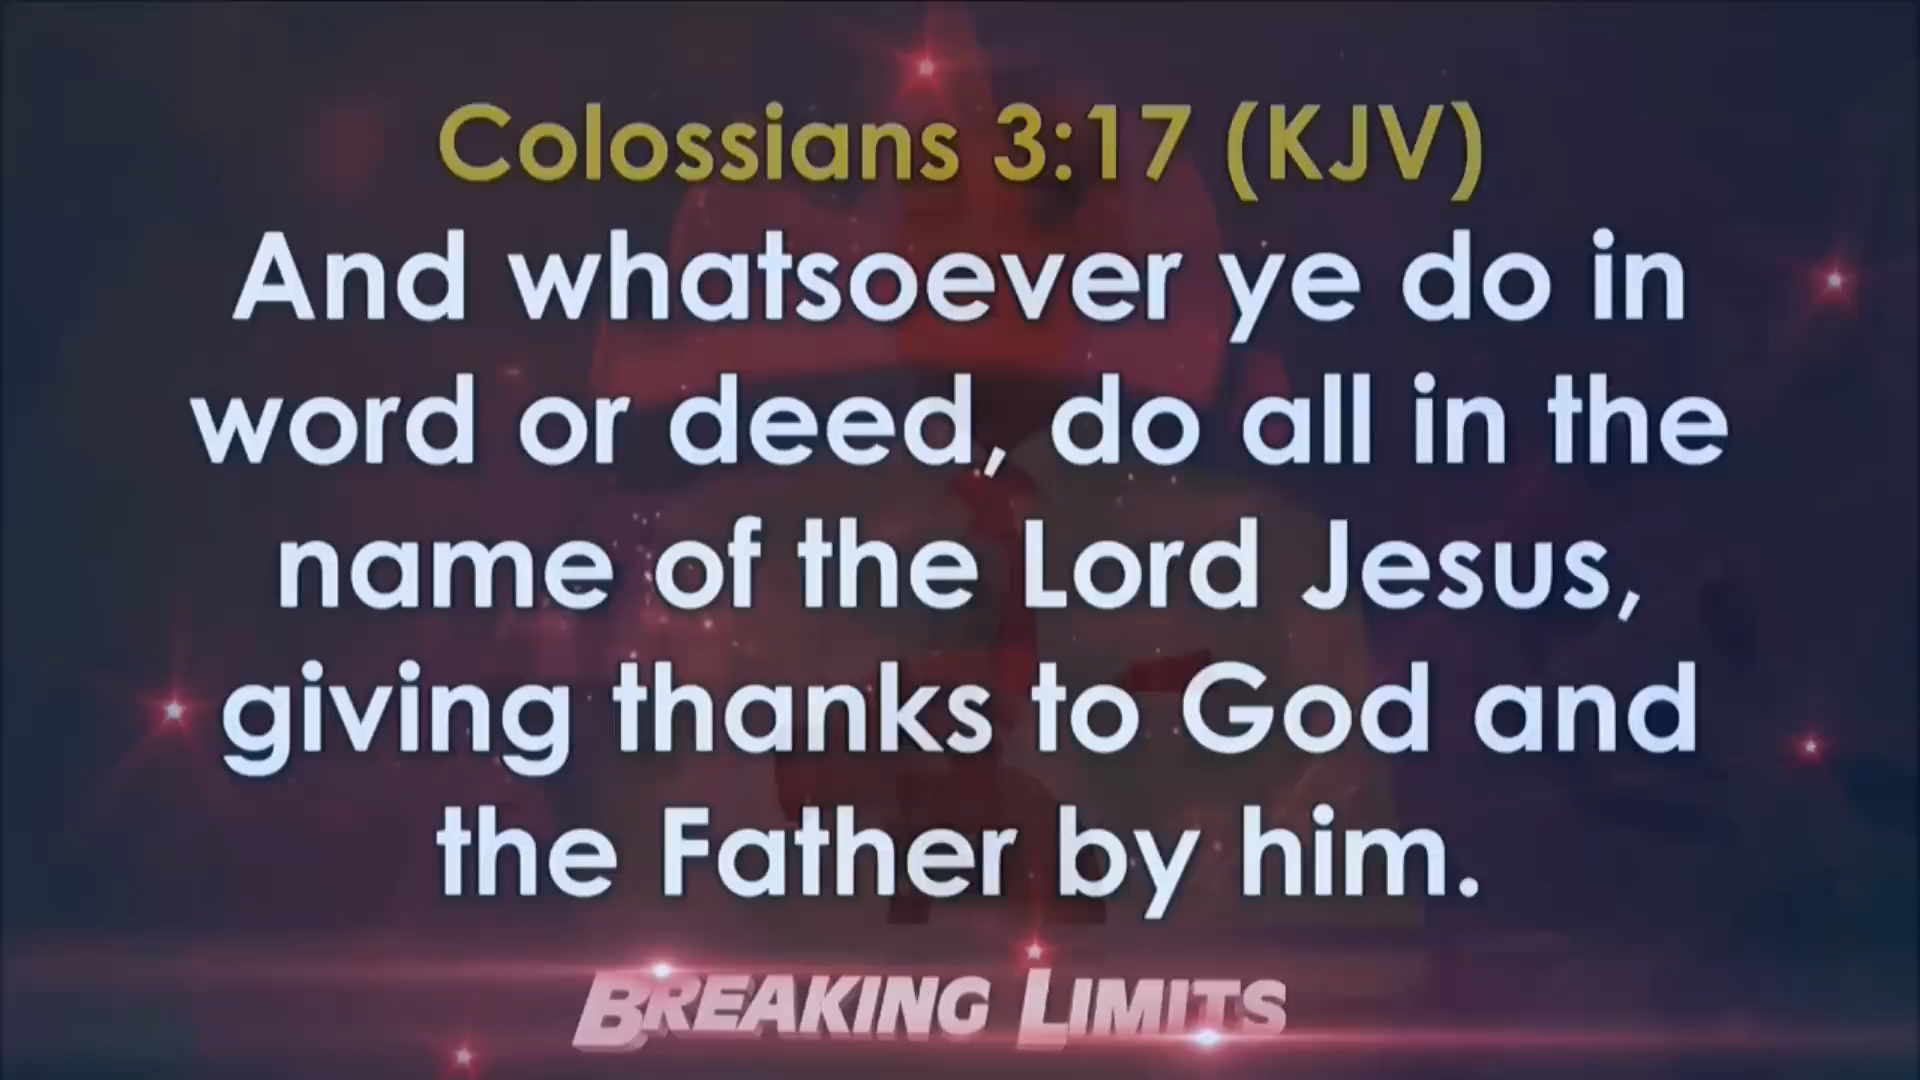 Colossians 3:17 (KJV)
And whatsoever ye do in
word or deed, do all in the
name of the Lord Jesus,
giving thanks to God and
the Father by him.
BREAKING LIMITS